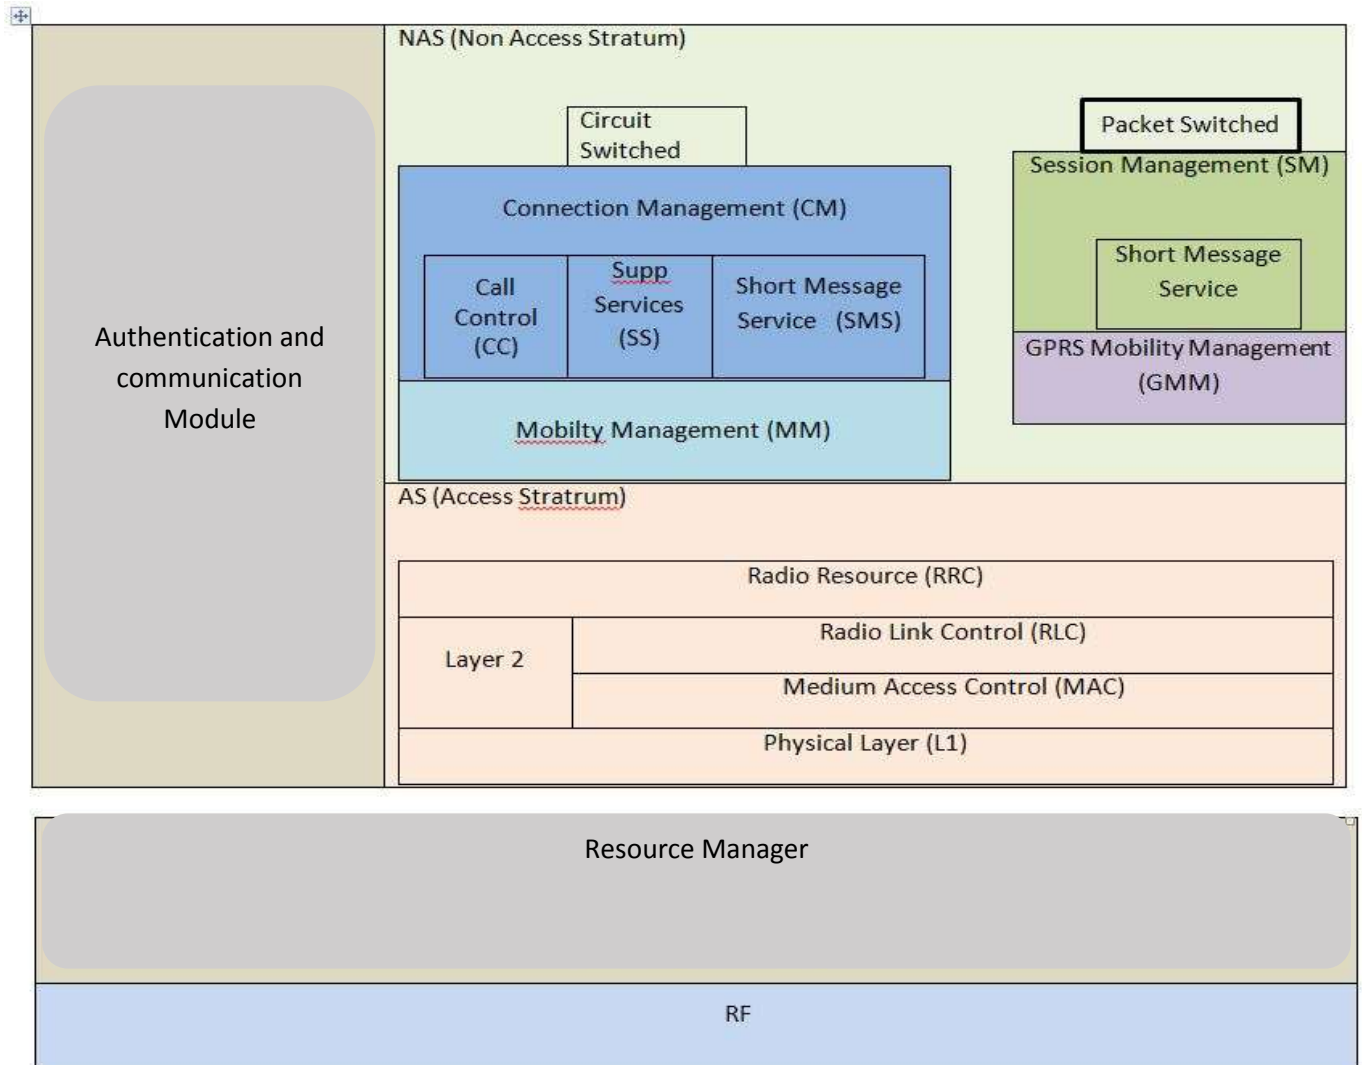 NAS (Non Access Stratum)
Circuit
Switched
Packet Switched
Connection Management (CM)
Call
Control
(CC)
Supp
Services
(SS)
Short Message
Service (SMS)
Mobilty Management (MM)
Session Management (SM)
Short Message
Service
GPRS Mobility Management
(GMM)
Authentication and
communication
Module
AS (Access Stratrum)
Radio Resource (RRC)
Layer 2
Radio Link Control (RLC)
Medium Access Control (MAC)
Physical Layer (L1)
Resource Manager
RF